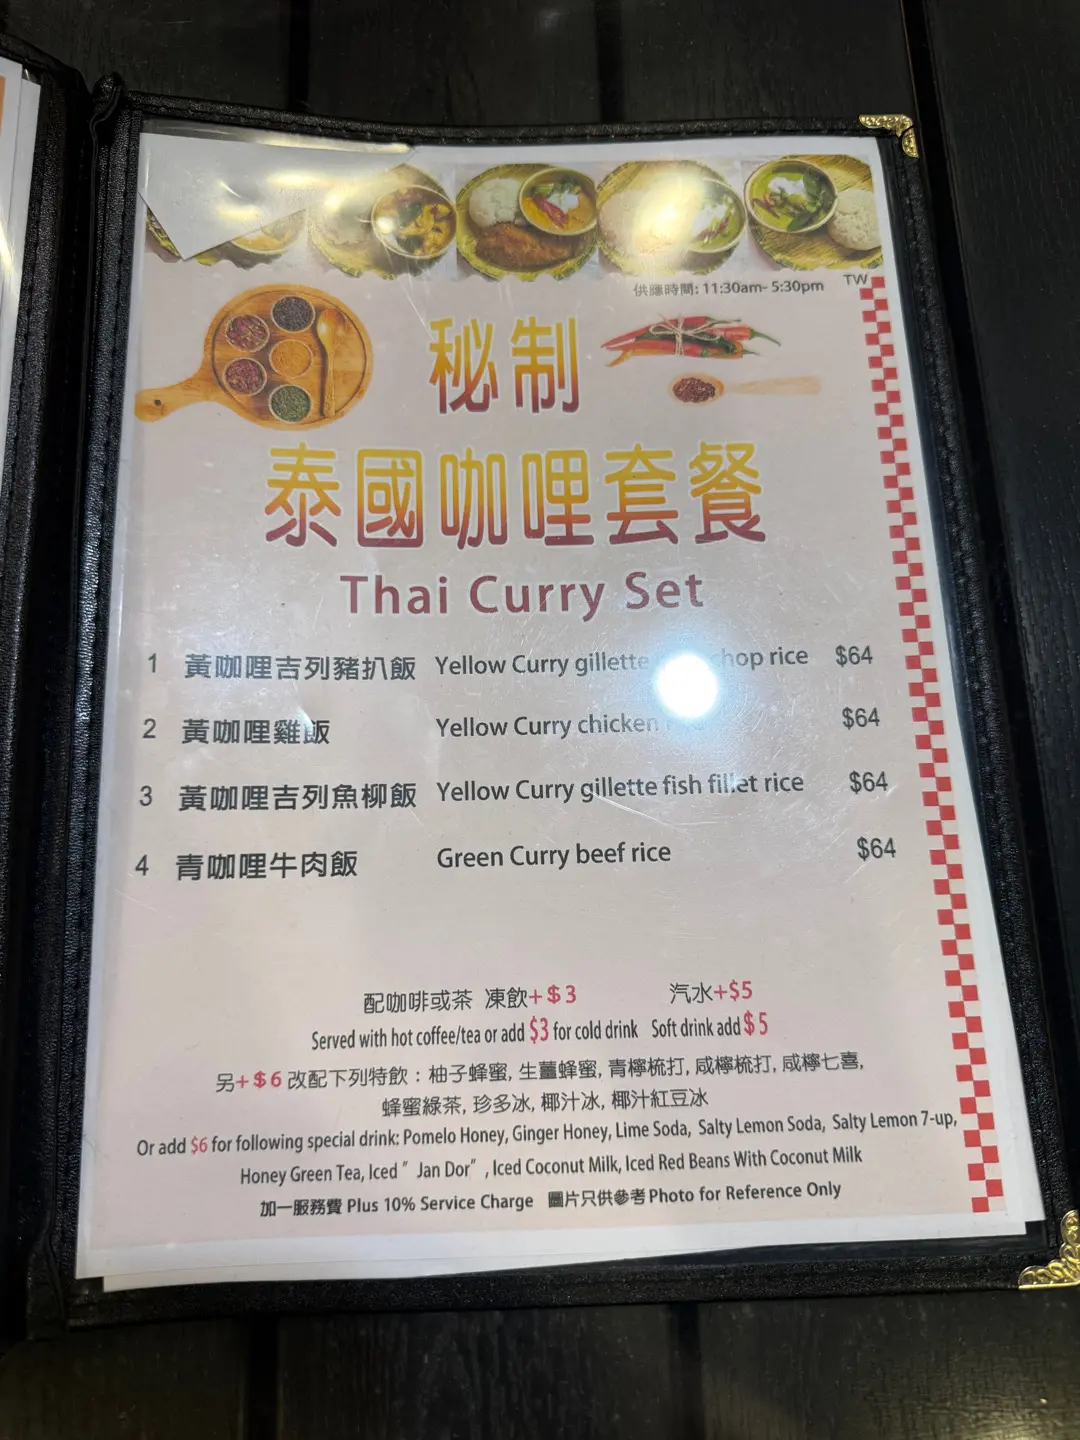 供應時間: 11:30am- 5:30pm TW
秘制
泰國咖哩套餐
Thai Curry Set
1 黃咖哩吉列豬扒飯 Yellow Curry gillette chop rice $64
2 黃咖哩雞飯 Yellow Curry chicken $64
3 黃咖哩吉列魚柳飯 Yellow Curry gillette fish fillet rice $64
4 青咖哩牛肉飯 Green Curry beef rice $64
配咖啡或茶 凍飲+$3 汽水+$5
Served with hot coffee/tea or add $3 for cold drink Soft drink add $5
另+$6 改配下列特飲：柚子蜂蜜, 生薑蜂蜜, 青檸梳打, 咸檸梳打, 咸檸七喜,
蜂蜜綠茶, 珍多冰, 椰汁冰, 椰汁紅豆冰
Or add $6 for following special drink: Pomelo Honey, Ginger Honey, Lime Soda, Salty Lemon Soda, Salty Lemon 7-up,
Honey Green Tea, Iced " Jan Dor" , Iced Coconut Milk, Iced Red Beans With Coconut Milk
加一服務費 Plus 10% Service Charge 圖片只供參考 Photo for Reference Only